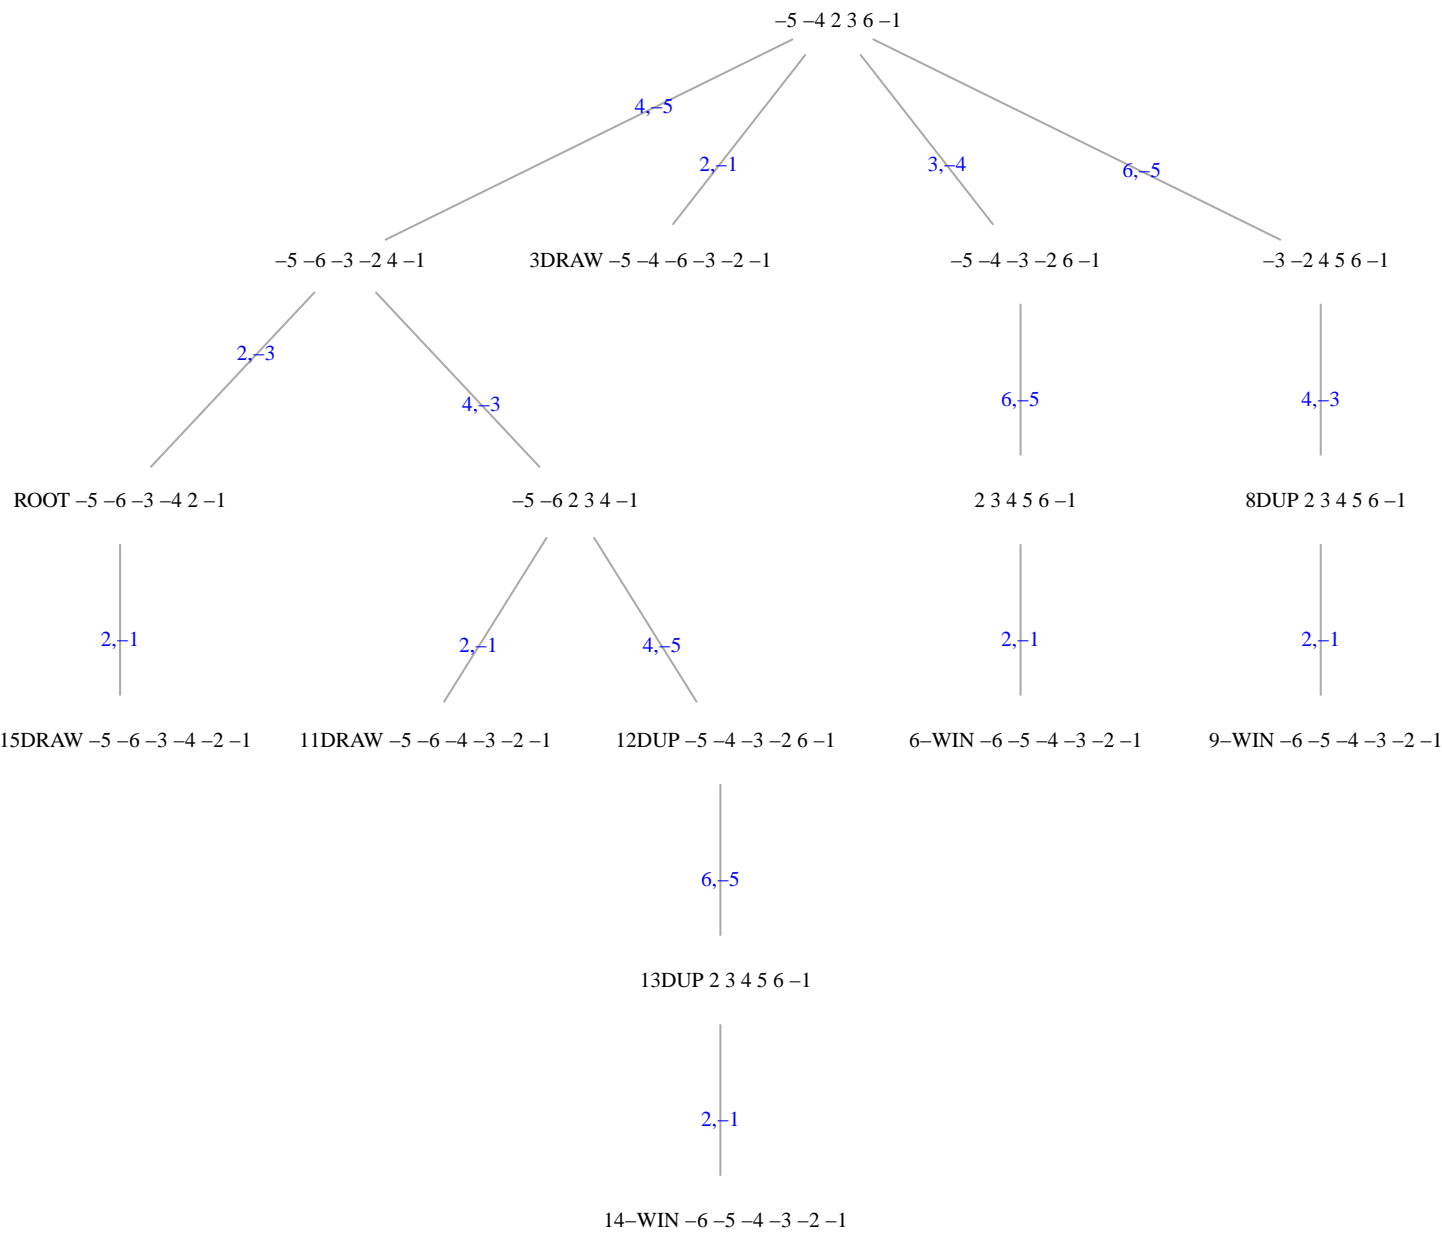 –5 –4 2 3 6 –1
4,–5
2,–1
3,–4
6,–5
–5 –6 –3 –2 4 –1
3DRAW –5 –4 –6 –3 –2 –1
–5 –4 –3 –2 6 –1
–3 –2 4 5 6 –1
2,–3
4,–3
6,–5
4,–3
ROOT –5 –6 –3 –4 2 –1
–5 –6 2 3 4 –1
2 3 4 5 6 –1
8DUP 2 3 4 5 6 –1
2,–1
2,–1
4,–5
2,–1
2,–1
15DRAW –5 –6 –3 –4 –2 –1
11DRAW –5 –6 –4 –3 –2 –1
12DUP –5 –4 –3 –2 6 –1
6–WIN –6 –5 –4 –3 –2 –1
9–WIN –6 –5 –4 –3 –2 –1
6,–5
13DUP 2 3 4 5 6 –1
2,–1
14–WIN –6 –5 –4 –3 –2 –1